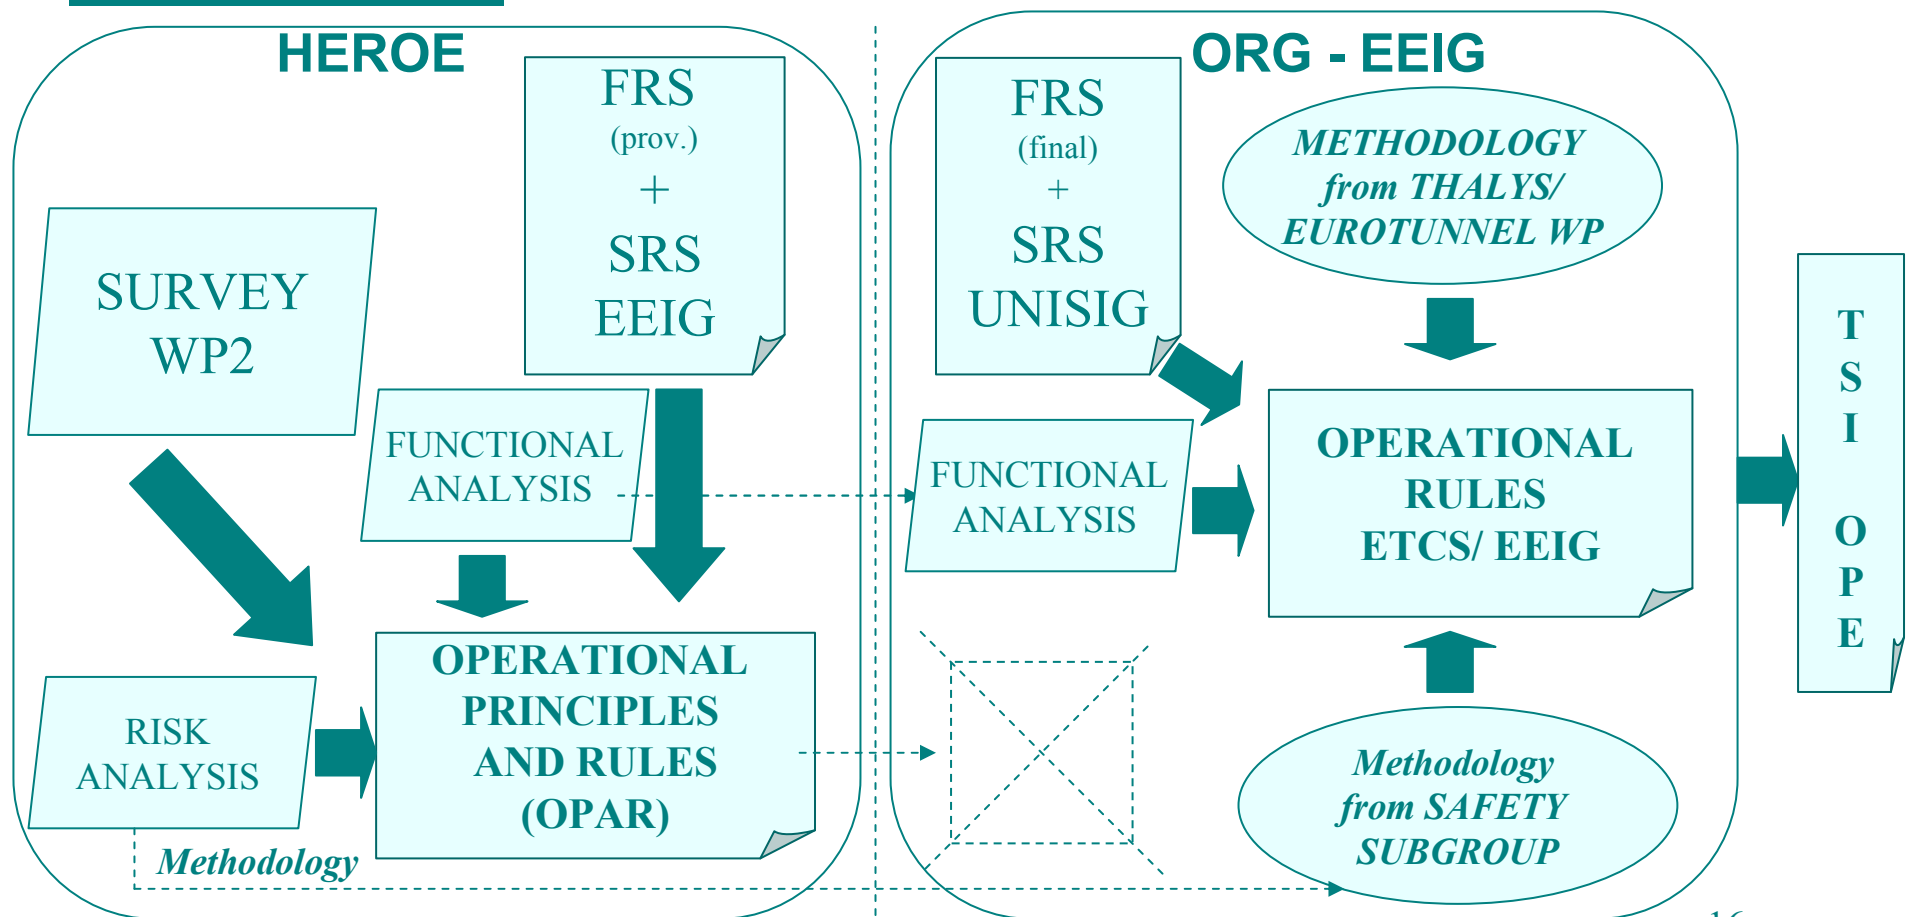 HEROE
FRS
(prov.)
+
SRS
EEIG
SURVEY
WP2
FUNCTIONAL
ANALYSIS
RISK
ANALYSIS
OPERATIONAL
PRINCIPLES
AND RULES
(OPAR)
Methodology
ORG - EEIG
FRS
(final)
+
SRS
UNISIG
METHODOLOGY
from THALYS/
EUROTUNNEL WP
FUNCTIONAL
ANALYSIS
OPERATIONAL
RULES
ETCS/ EEIG
Methodology
from SAFETY
SUBGROUP
T
S
I
O
P
E